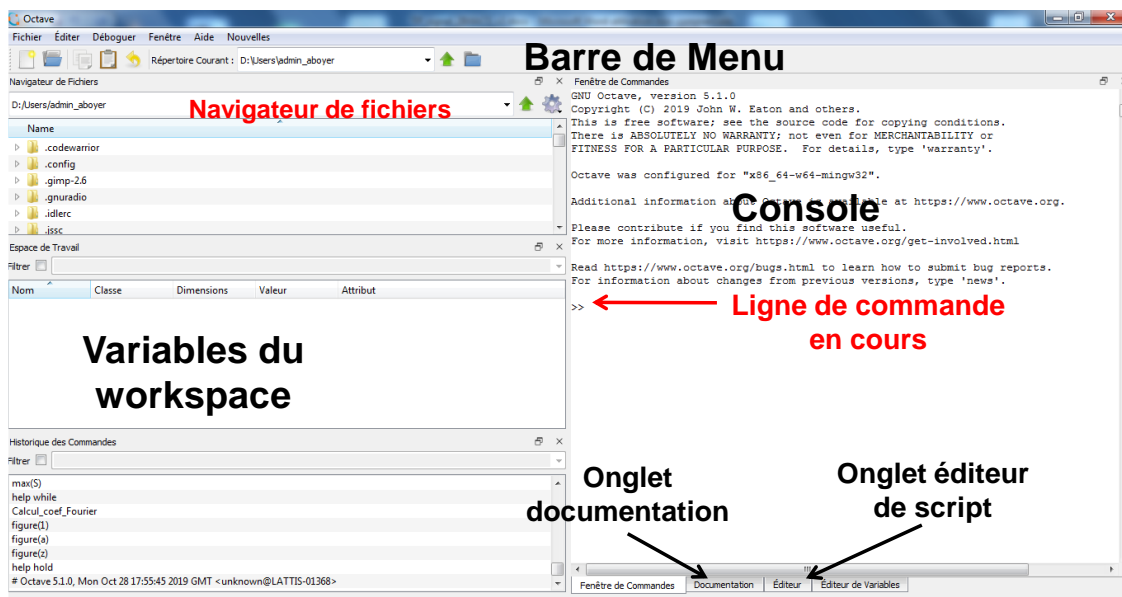 Octave
Fichier Éditer Déboguer Fenêtre Aide Nouvelles
Répertoire Courant : D:\Users\admin_aboyer
Barre de Menu
Navigateur de Fichiers
D:/Users/admin_aboyer
Navigateur de fichiers
Name
.codewarrior
.config
.gimp-2.6
.gnuradio
.idlerc
.jssc
Espace de Travail
Filtrer
Nom Classe Dimensions Valeur Attribut
Variables du
workspace
Historique des Commandes
Filtrer
max(S)
help while
Calcul_coef_Fourier
figure(1)
figure(a)
figure(z)
help hold
# Octave 5.1.0, Mon Oct 28 17:55:45 2019 GMT <unknown@LATTIS-01368>
Fenêtre de Commandes
GNU Octave, version 5.1.0
Copyright (C) 2019 John W. Eaton and others.
This is free software; see the source code for copying conditions.
There is ABSOLUTELY NO WARRANTY; not even for MERCHANTABILITY or
FITNESS FOR A PARTICULAR PURPOSE. For details, type 'warranty'.
Octave was configured for "x86_64-w64-mingw32".
Additional information about Octave is available at https://www.octave.org.
Console
Please contribute if you find this software useful.
For more information, visit https://www.octave.org/get-involved.html
Read https://www.octave.org/bugs.html to learn how to submit bug reports.
For information about changes from previous versions, type 'news'.
>>
Ligne de commande
en cours
Onglet
documentation
Onglet éditeur
de script
Fenêtre de Commandes Documentation Éditeur Éditeur de Variables